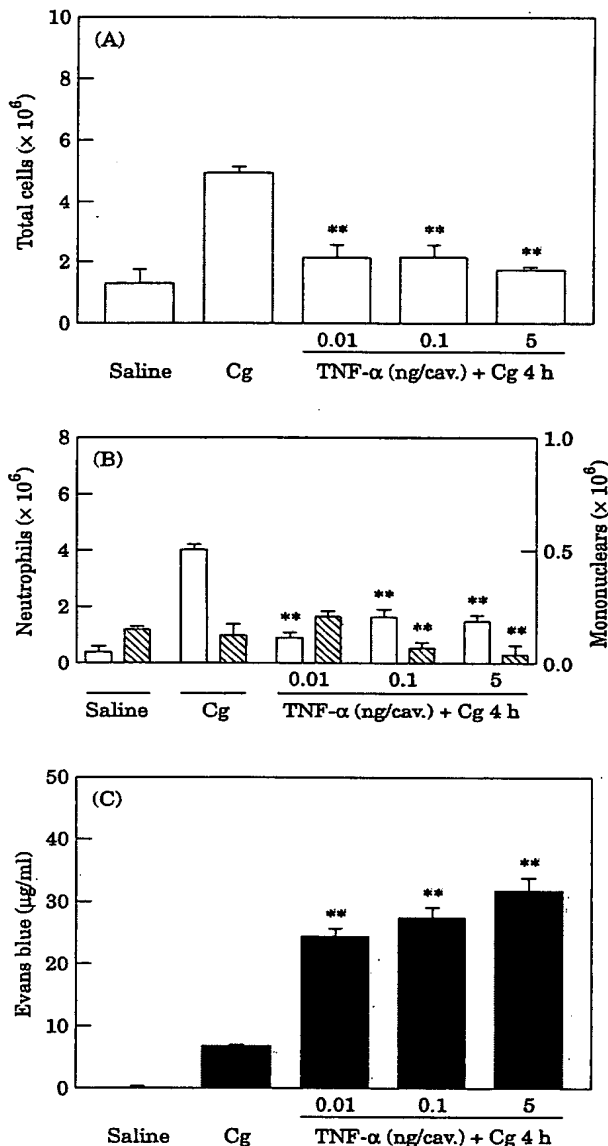 (A)
10
8
6
4
2
0
Total cells (× 10⁶)
** ** **
0.01 0.1 5
Saline Cg TNF-α (ng/cav.) + Cg 4 h
(B)
8
6
4
2
0
Neutrophils (× 10⁶)
1.0
0.5
0.0
Mononuclears (× 10⁶)
** ** ** ** **
0.01 0.1 5
Saline Cg TNF-α (ng/cav.) + Cg 4 h
(C)
50
40
30
20
10
0
Evans blue (μg/ml)
** ** **
0.01 0.1 5
Saline Cg TNF-α (ng/cav.) + Cg 4 h